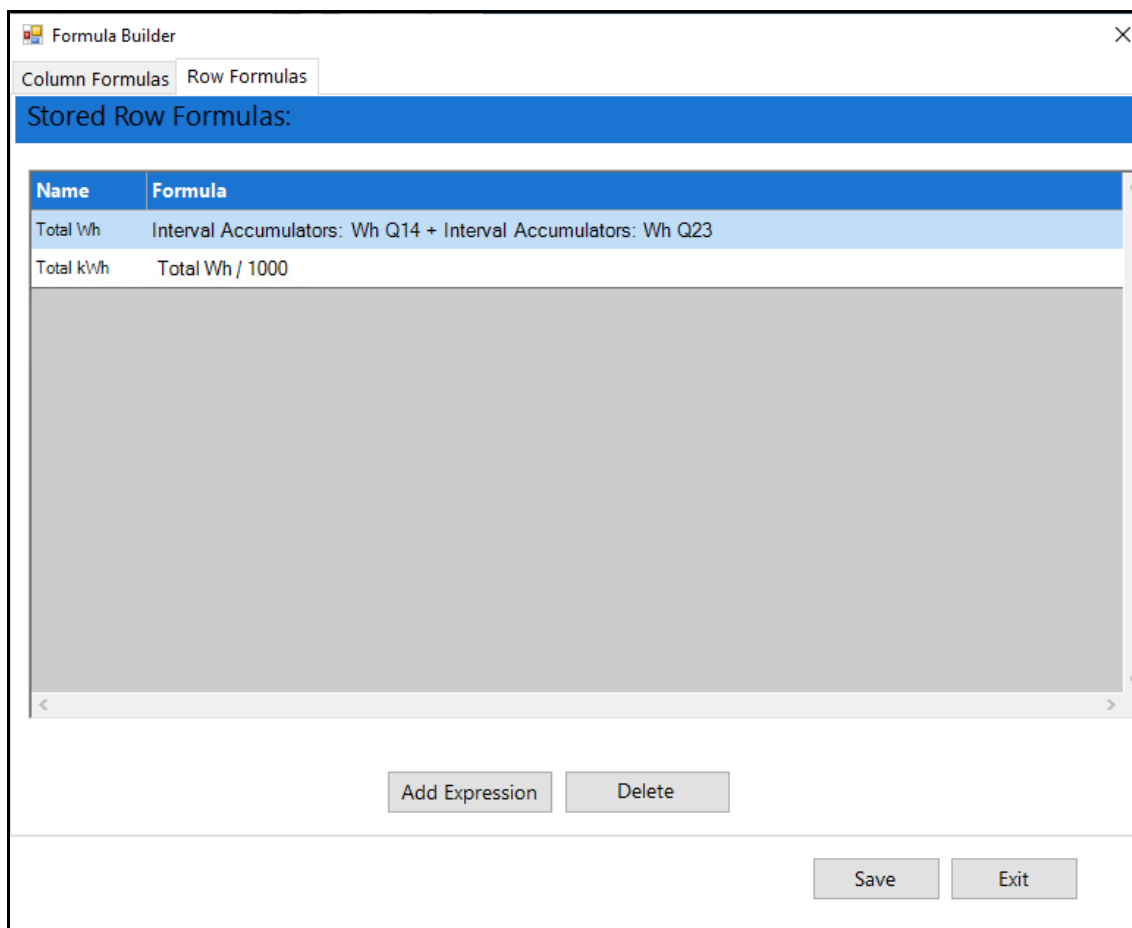 Formula Builder
Column Formulas Row Formulas
Stored Row Formulas:
Name Formula
Total Wh Interval Accumulators: Wh Q14 + Interval Accumulators: Wh Q23
Total kWh Total Wh / 1000
Add Expression Delete
Save Exit